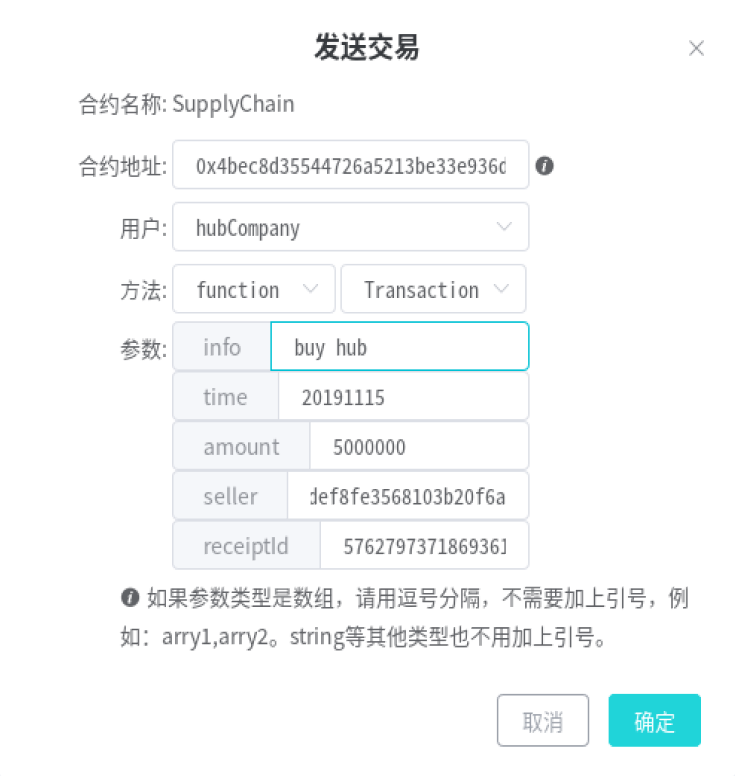 发送交易
合约名称: SupplyChain
合约地址: 0x4bec8d35544726a5213be33e936d
用户: hubCompany
方法: function Transaction
参数: info buy hub
time 20191115
amount 5000000
seller def8fe3568103b20f6a
receiptId 5762797371869361
如果参数类型是数组，请用逗号分隔，不需要加上引号，例
如：arry1,arry2。string等其他类型也不用加上引号。
取消 确定